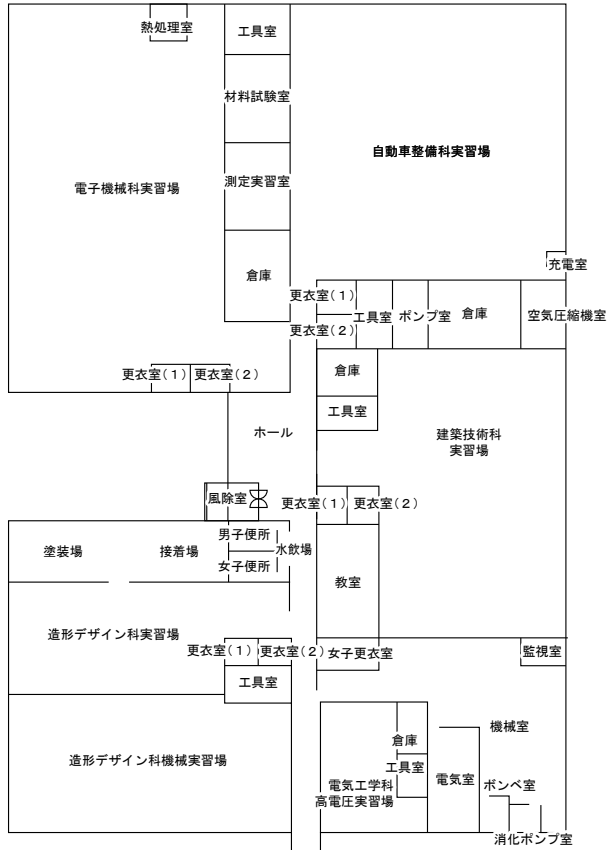 熱処理室
工具室
材料試験室
自動車整備科実習場
電子機械科実習場
測定実習室
充電室
倉庫
更衣室(1)
更衣室(2)
工具室
ポンプ室
倉庫
空気圧縮機室
更衣室(1)
更衣室(2)
倉庫
工具室
ホール
建築技術科
実習場
風除室
更衣室(1)
更衣室(2)
男子便所
女子便所
水飲場
塗装場
接着場
教室
造形デザイン科実習場
更衣室(1)
更衣室(2)
女子更衣室
監視室
工具室
造形デザイン科機械実習場
倉庫
工具室
電気工学科
高電圧実習場
電気室
機械室
ボンベ室
消化ポンプ室